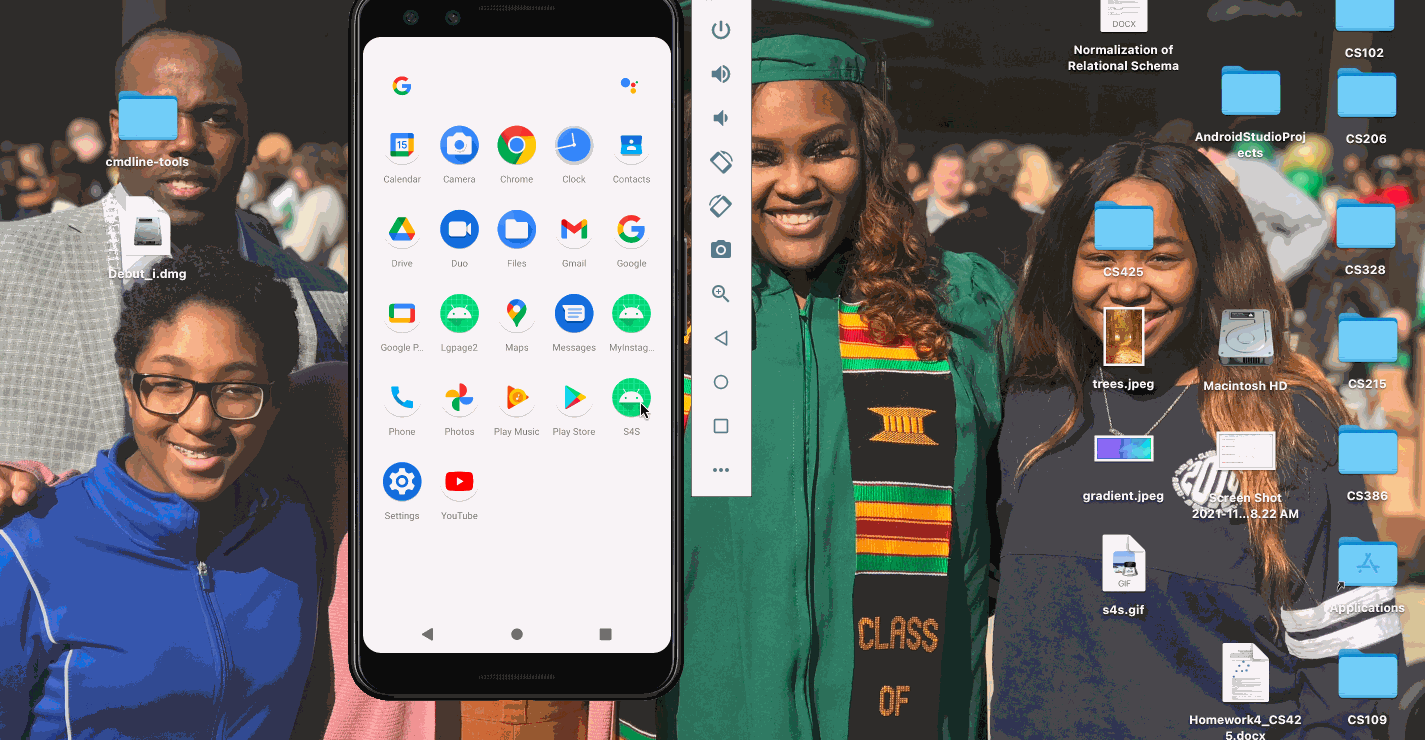 cmdline-tools
Debut_i.dmg
15
Calendar
Camera
Chrome
Clock
Contacts
Drive
Duo
Files
Gmail
Google
Google P...
Lgpage2
Maps
Messages
MyInstag...
Phone
Photos
Play Music
Play Store
S4S
Settings
YouTube
CLASS
OF
DOCX
Normalization of
Relational Schema
CS102
AndroidStudioProj
ects
CS206
CS425
CS328
trees.jpeg
Macintosh HD
CS215
gradient.jpeg
Screen Shot
2021-11...8.22 AM
CS386
GIF
s4s.gif
Applications
Homework4_CS42
5.docx
CS109